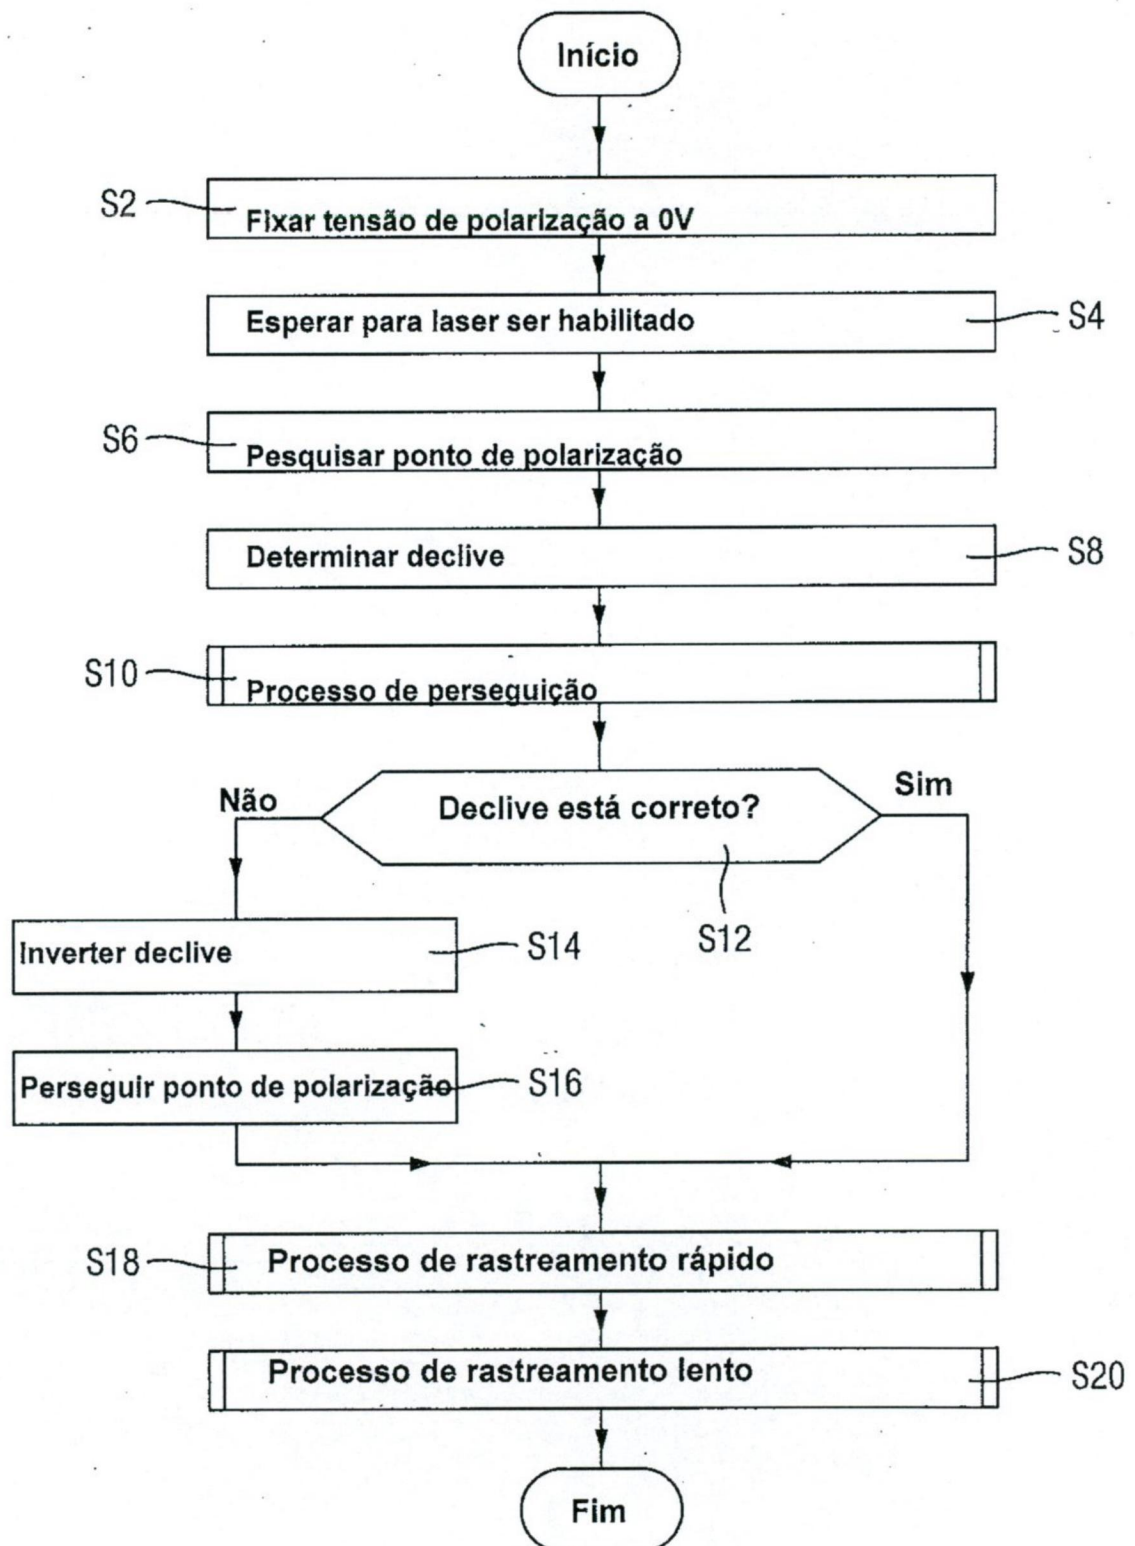 Início
S2
Fixar tensão de polarização a 0V
Esperar para laser ser habilitado
S4
S6
Pesquisar ponto de polarização
Determinar declive
S8
S10
Processo de perseguição
Não
Declive está correto?
Sim
S12
Inverter declive
S14
Perseguir ponto de polarização
S16
S18
Processo de rastreamento rápido
Processo de rastreamento lento
S20
Fim